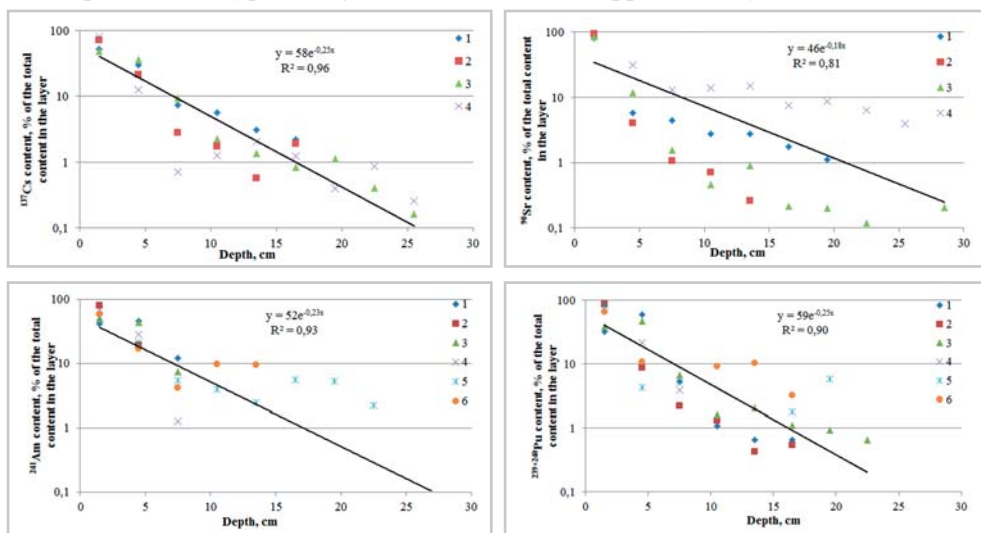 ¹³⁷Cs content, % of the total
content in the layer
100
10
1
0,1
y = 58e⁻⁰,²⁵ˣ
R² = 0,96
1
2
3
4
0 5 10 15 20 25 30
Depth, cm
⁹⁰Sr content, % of the total content
in the layer
100
10
1
0,1
y = 46e⁻⁰,¹⁸ˣ
R² = 0,81
1
2
3
4
0 5 10 15 20 25 30
Depth, cm
²⁴¹Am content, % of the total
content in the layer
100
10
1
0,1
y = 52e⁻⁰,²³ˣ
R² = 0,93
1
2
3
4
5
6
0 5 10 15 20 25 30
Depth, cm
²³⁹⁺²⁴⁰Pu content, % of the total
content in the layer
100
10
1
0,1
y = 59e⁻⁰,²⁵ˣ
R² = 0,90
1
2
3
4
5
6
0 5 10 15 20 25 30
Depth, cm